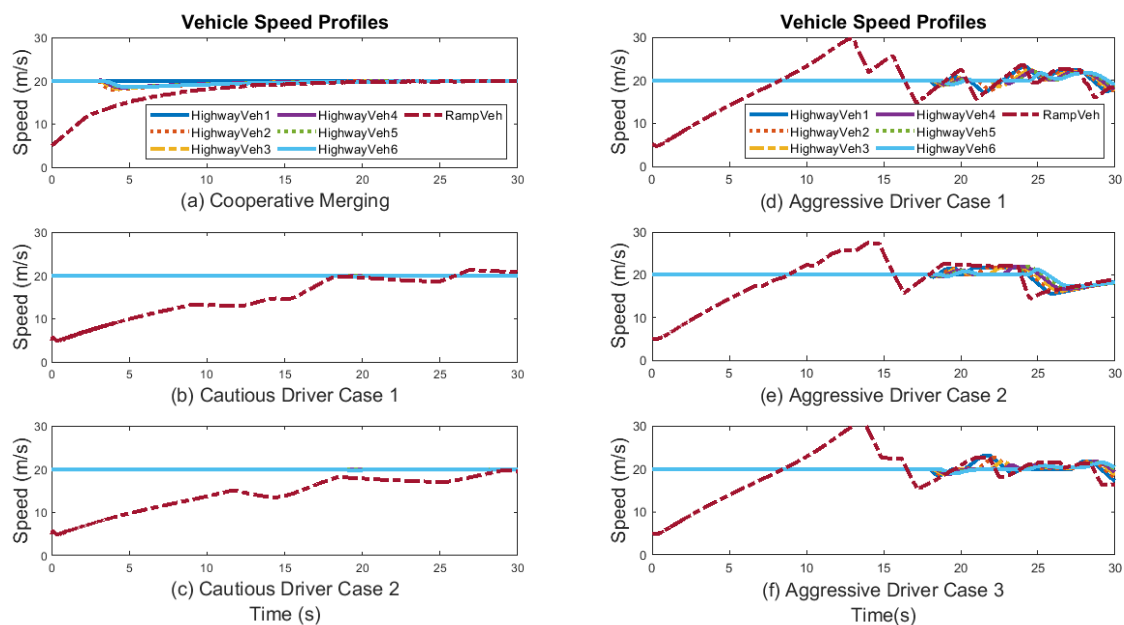 Vehicle Speed Profiles
30
20
10
0
Speed (m/s)
HighwayVeh1 HighwayVeh4 RampVeh
HighwayVeh2 HighwayVeh5
HighwayVeh3 HighwayVeh6
0 5 10 15 20 25 30
(a) Cooperative Merging
30
20
10
0
Speed (m/s)
0 5 10 15 20 25 30
(b) Cautious Driver Case 1
30
20
10
0
Speed (m/s)
0 5 10 15 20 25 30
(c) Cautious Driver Case 2
Time (s)
Vehicle Speed Profiles
30
20
10
0
Speed (m/s)
HighwayVeh1 HighwayVeh4 RampVeh
HighwayVeh2 HighwayVeh5
HighwayVeh3 HighwayVeh6
0 5 10 15 20 25 30
(d) Aggressive Driver Case 1
30
20
10
0
Speed (m/s)
0 5 10 15 20 25 30
(e) Aggressive Driver Case 2
30
20
10
0
Speed (m/s)
0 5 10 15 20 25 30
(f) Aggressive Driver Case 3
Time(s)